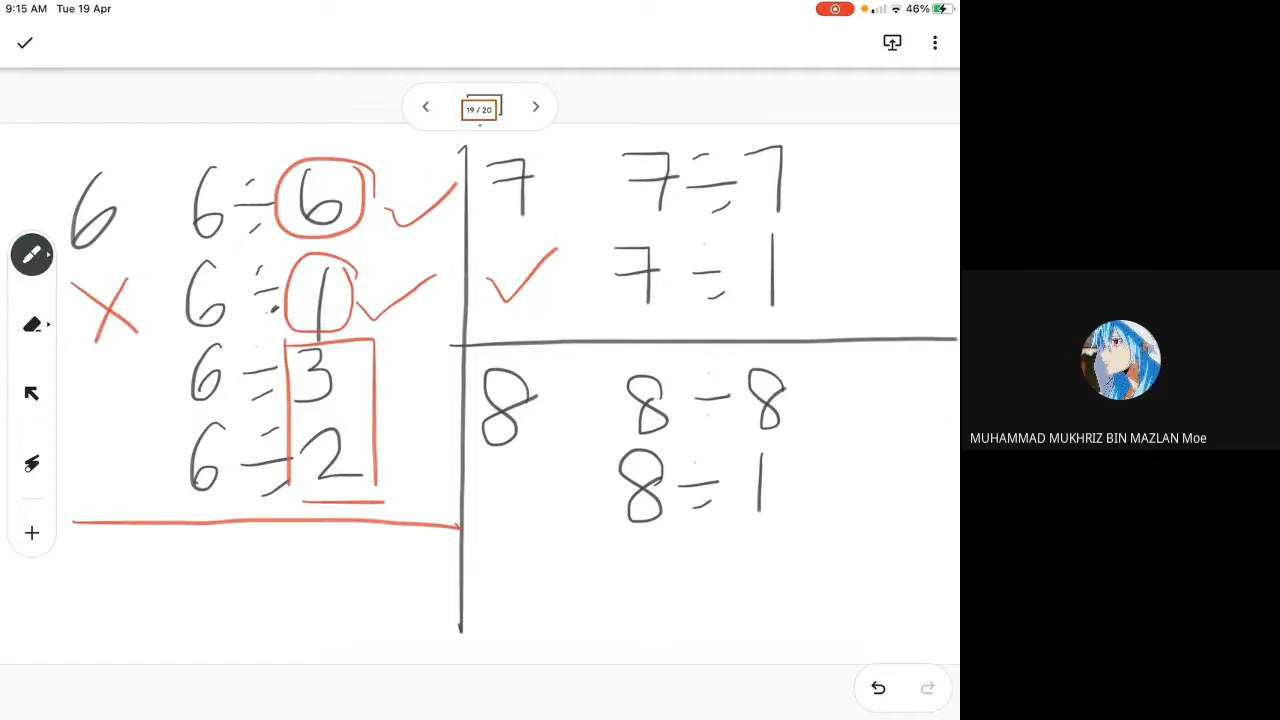 9:15 AM Tue 19 Apr
46%
19 / 20
6 6 ÷ 6
6 ÷ 1
6 ÷ 3
6 ÷ 2
7 7 ÷ 7
7 ÷ 1
8 8 ÷ 8
8 ÷ 1
MUHAMMAD MUKHRIZ BIN MAZLAN Moe